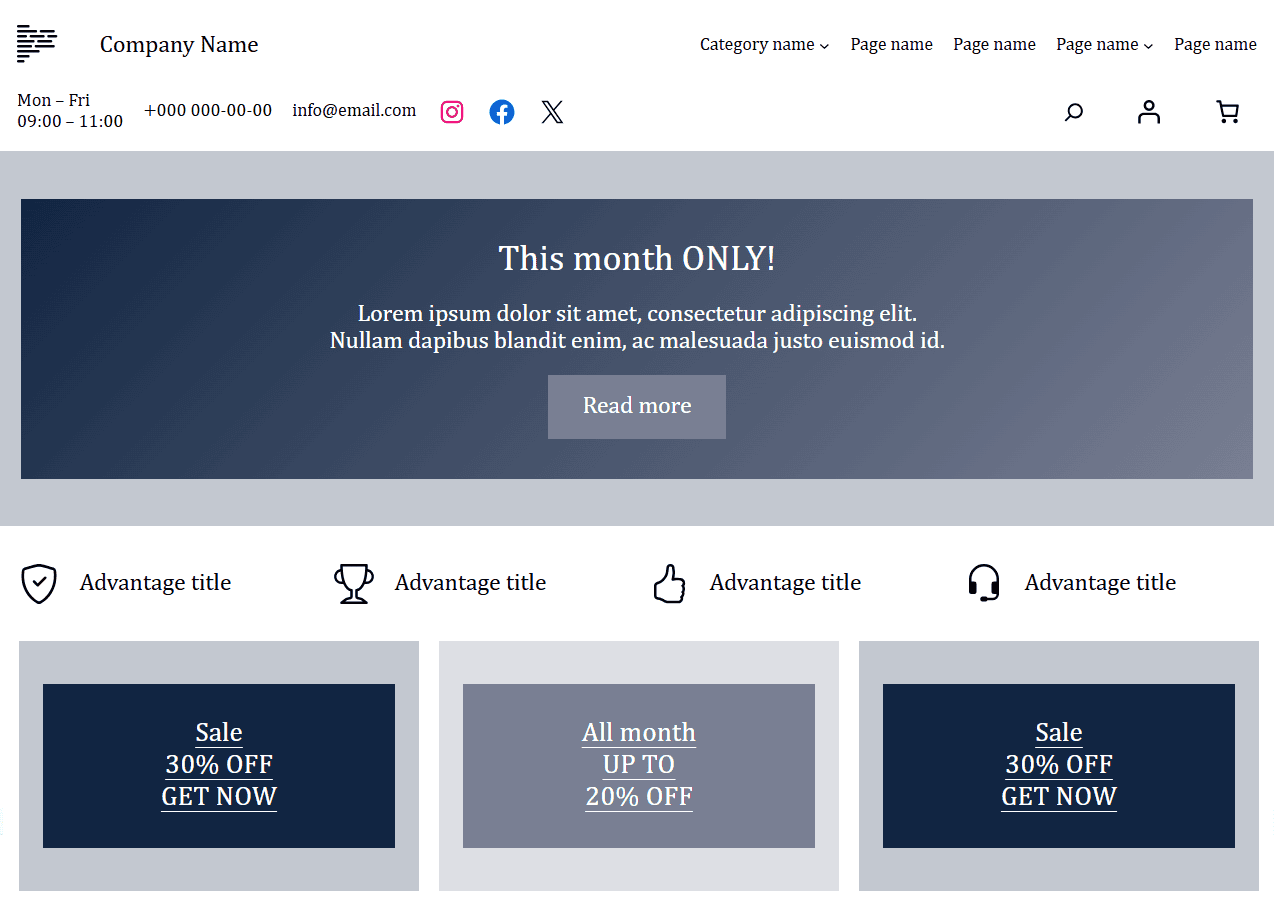 Company Name
Category name
Page name
Page name
Page name
Page name
Mon – Fri
09:00 – 11:00
+000 000-00-00
info@email.com
This month ONLY!
Lorem ipsum dolor sit amet, consectetur adipiscing elit.
Nullam dapibus blandit enim, ac malesuada justo euismod id.
Read more
Advantage title
Advantage title
Advantage title
Advantage title
Sale
30% OFF
GET NOW
All month
UP TO
20% OFF
Sale
30% OFF
GET NOW